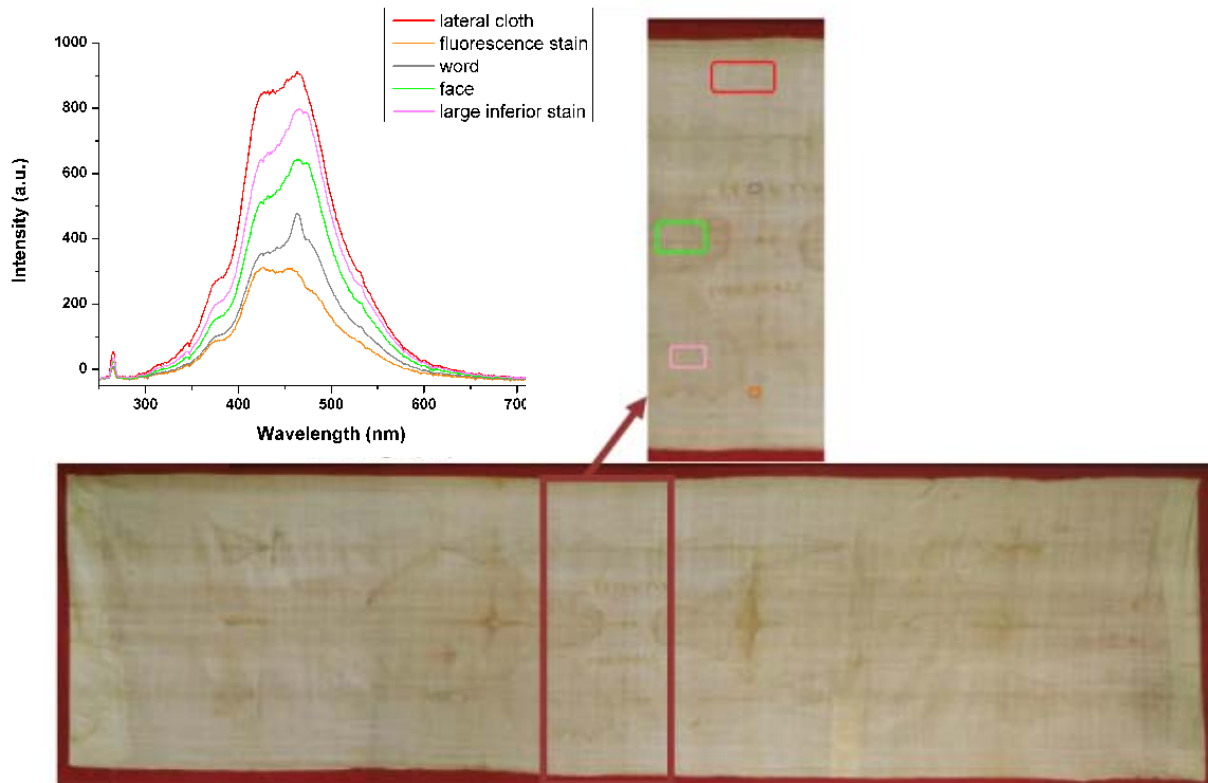 lateral cloth
fluorescence stain
word
face
large inferior stain
1000
800
600
400
200
0
Intensity (a.u.)
300 400 500 600 700
Wavelength (nm)